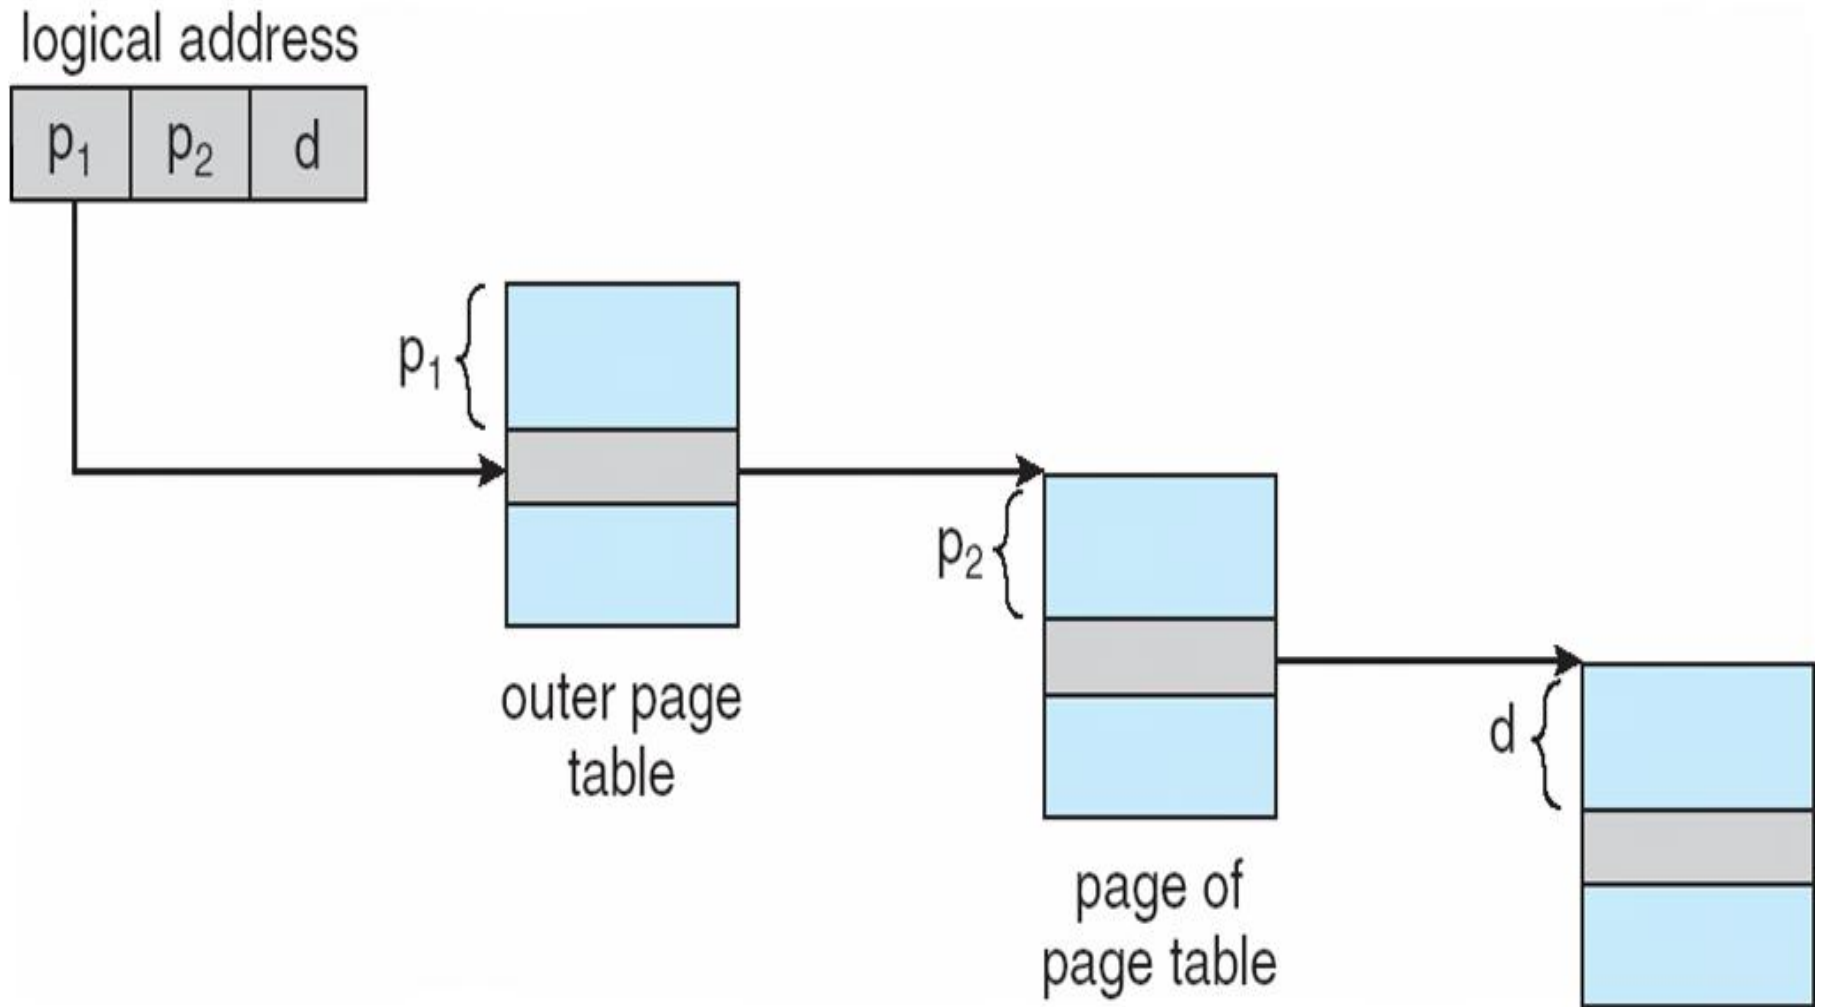 logical address
p₁ p₂ d
p₁
outer page
table
p₂
page of
page table
d